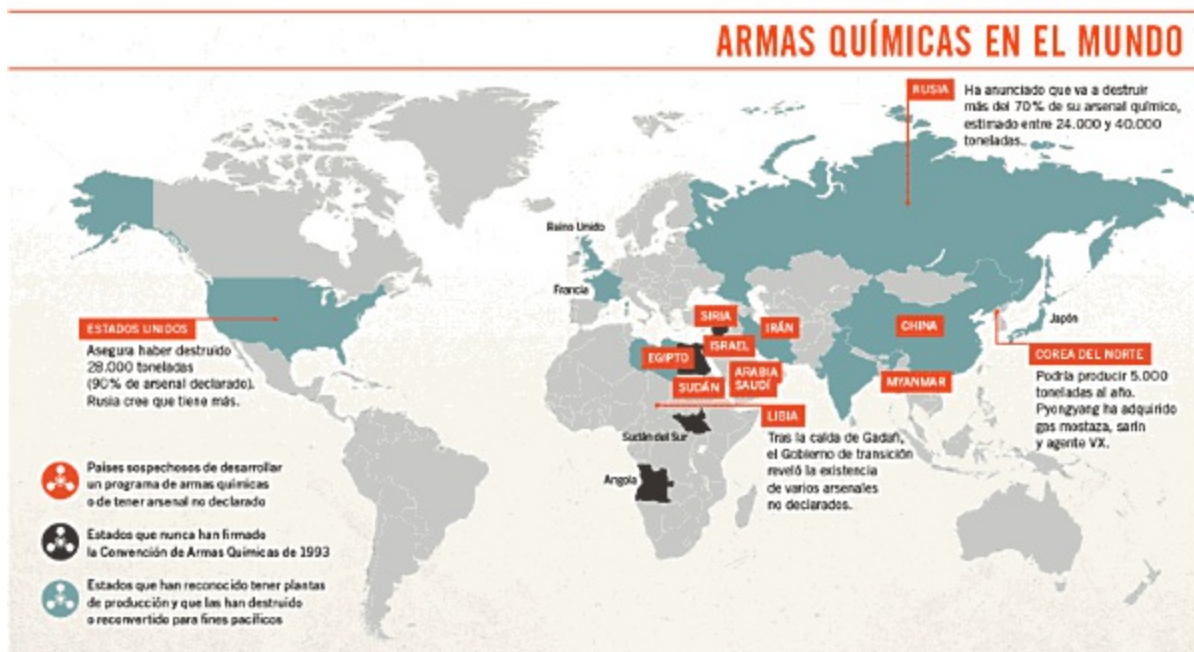 ARMAS QUÍMICAS EN EL MUNDO
RUSIA
Ha anunciado que va a destruir
más del 70% de su arsenal químico,
estimado entre 24.000 y 40.000
toneladas.
Reino Unido
Francia
ESTADOS UNIDOS
Asegura haber destruido
28.000 toneladas
(90% de arsenal declarado).
Rusia cree que tiene más.
SIRIA
IRÁN
CHINA
Japón
ISRAEL
EGIPTO
COREA DEL NORTE
Podría producir 5.000
toneladas al año.
Pyongyang ha adquirido
gas mostaza, sarin
y agente VX.
ARABIA
SAUDÍ
SUDÁN
MYANMAR
LIBIA
Tras la caída de Gadafi,
el Gobierno de transición
reveló la existencia
de varios arsenales
no declarados.
Sudán del Sur
Angola
Países sospechosos de desarrollar
un programa de armas químicas
o de tener arsenal no declarado
Estados que nunca han firmado
la Convención de Armas Químicas de 1993
Estados que han reconocido tener plantas
de producción y que las han destruido
o reconvertido para fines pacíficos